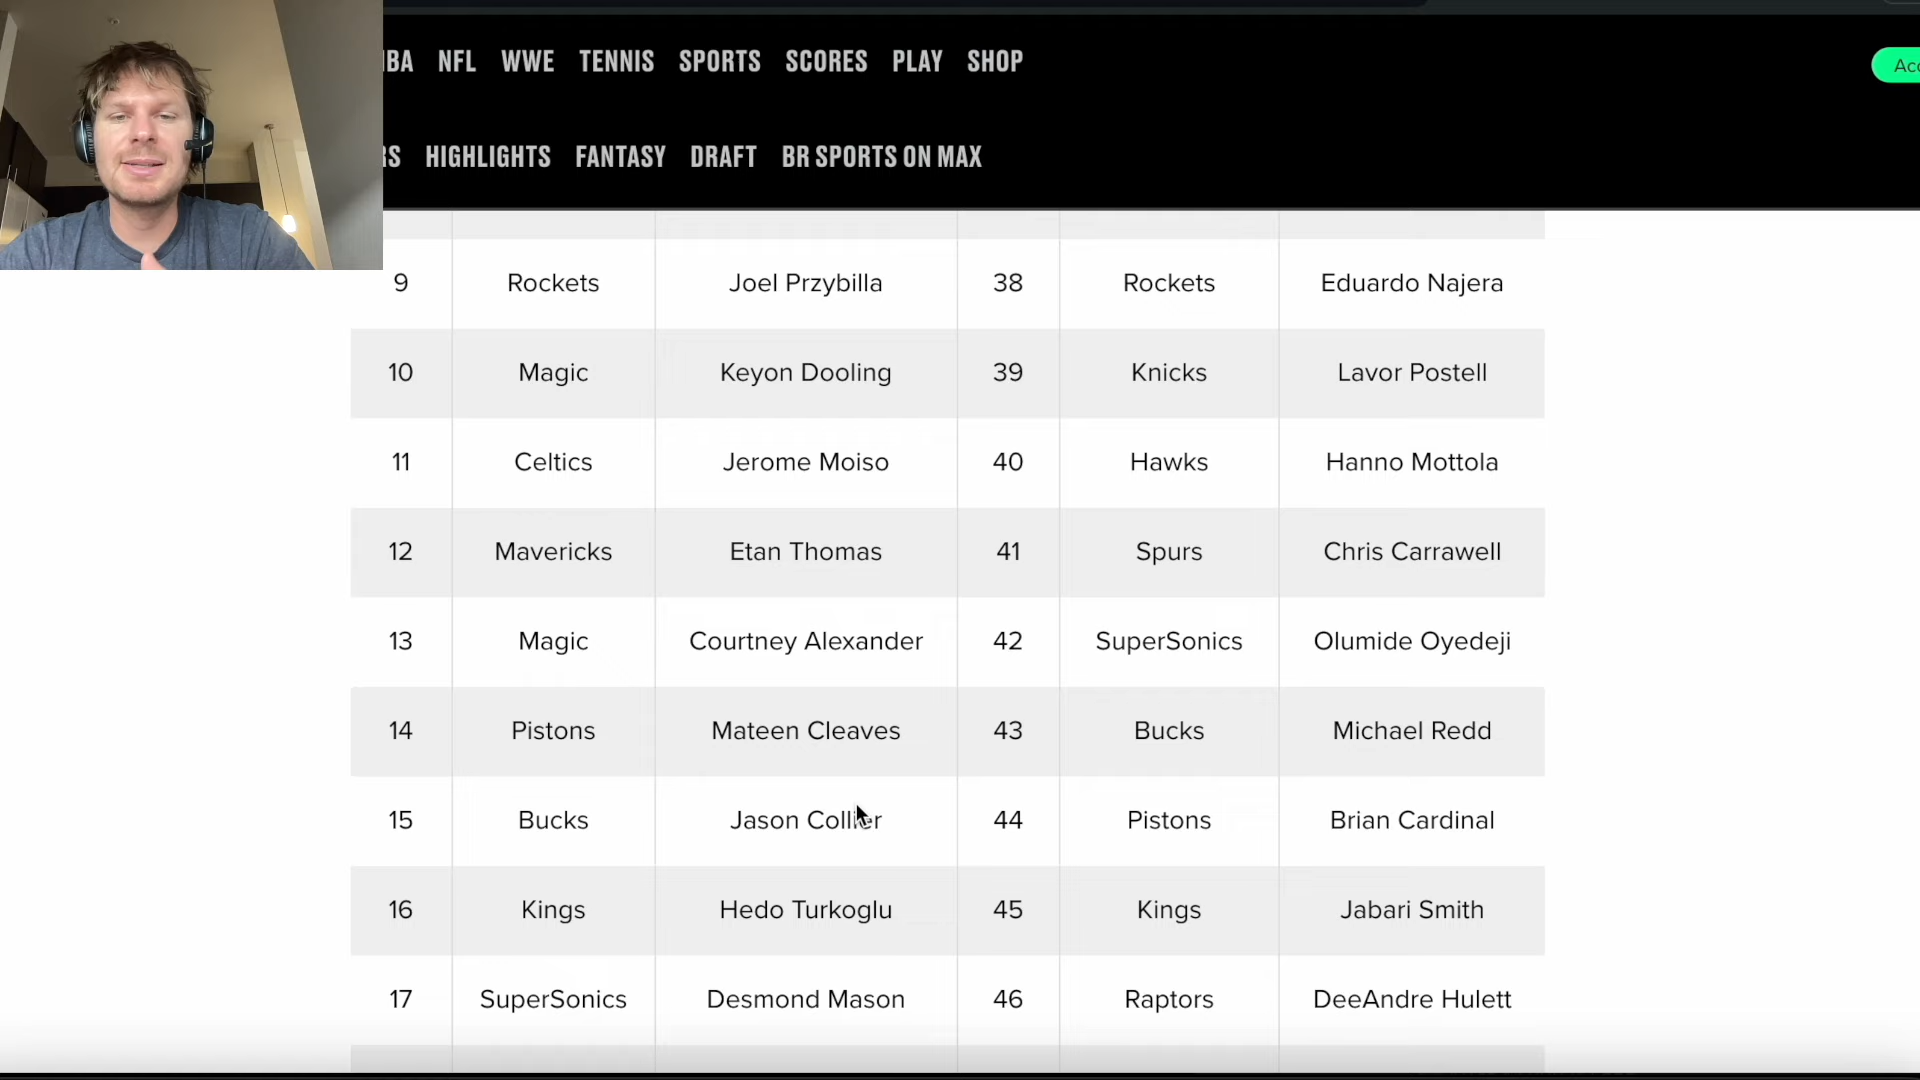 NFL WWE TENNIS SPORTS SCORES PLAY SHOP
HIGHLIGHTS FANTASY DRAFT BR SPORTS ON MAX
9 Rockets Joel Przybilla 38 Rockets Eduardo Najera
10 Magic Keyon Dooling 39 Knicks Lavor Postell
11 Celtics Jerome Moiso 40 Hawks Hanno Mottola
12 Mavericks Etan Thomas 41 Spurs Chris Carrawell
13 Magic Courtney Alexander 42 SuperSonics Olumide Oyedeji
14 Pistons Mateen Cleaves 43 Bucks Michael Redd
15 Bucks Jason Collier 44 Pistons Brian Cardinal
16 Kings Hedo Turkoglu 45 Kings Jabari Smith
17 SuperSonics Desmond Mason 46 Raptors DeeAndre Hulett